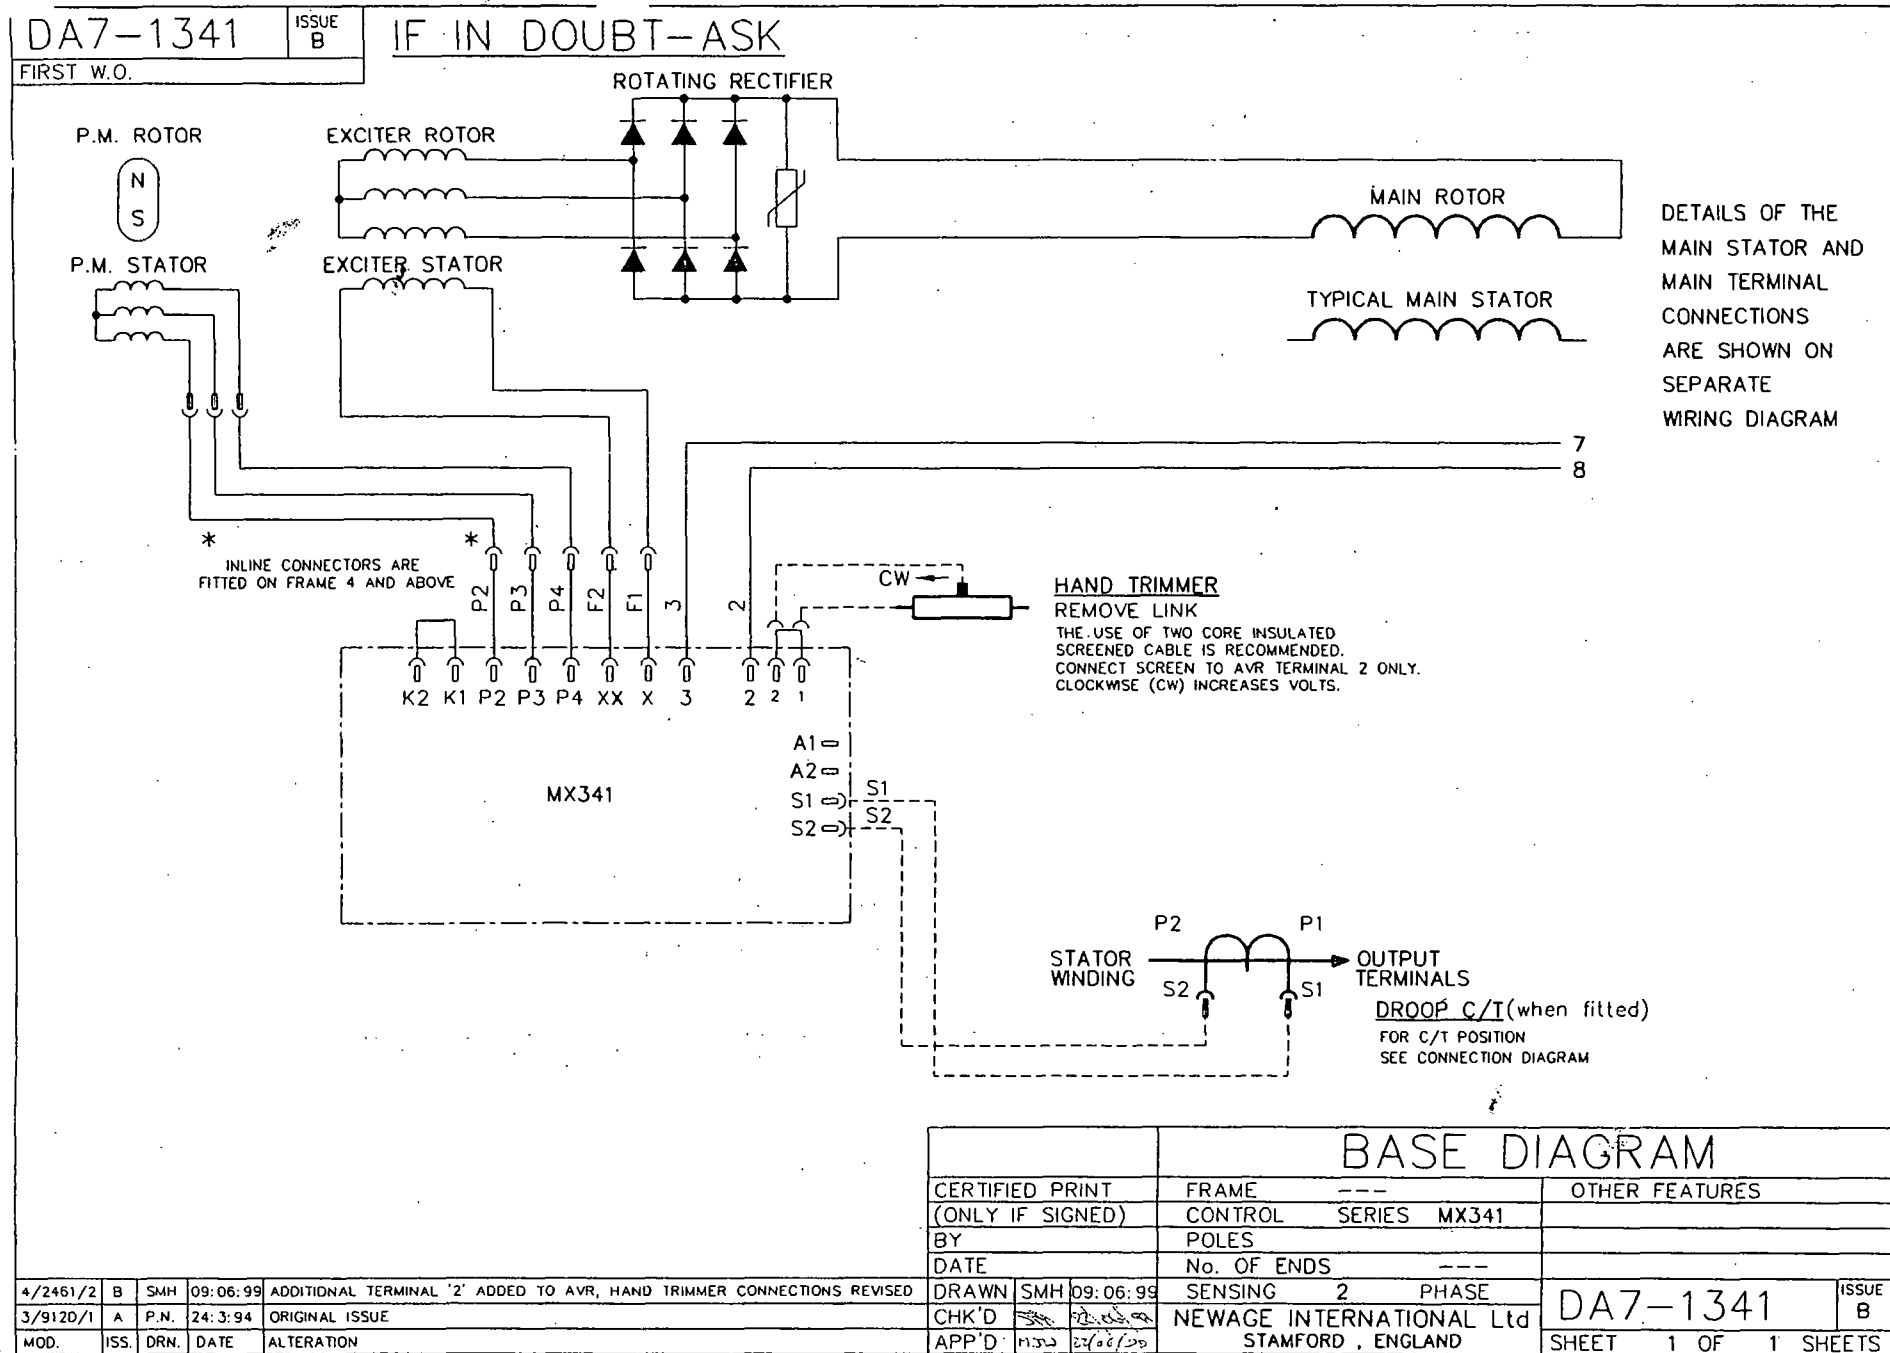 DA7-1341
ISSUE
B
IF IN DOUBT-ASK
FIRST W.O.
ROTATING RECTIFIER
P.M. ROTOR
EXCITER ROTOR
N
S
MAIN ROTOR
P.M. STATOR
EXCITER STATOR
TYPICAL MAIN STATOR
DETAILS OF THE
MAIN STATOR AND
MAIN TERMINAL
CONNECTIONS
ARE SHOWN ON
SEPARATE
WIRING DIAGRAM
7
8
*
*
INLINE CONNECTORS ARE
FITTED ON FRAME 4 AND ABOVE
P2
P3
P4
F2
F1
3
2
CW
HAND TRIMMER
REMOVE LINK
THE USE OF TWO CORE INSULATED
SCREENED CABLE IS RECOMMENDED.
CONNECT SCREEN TO AVR TERMINAL 2 ONLY.
CLOCKWISE (CW) INCREASES VOLTS.
K2 K1 P2 P3 P4 XX X 3 2 2 1
A1
A2
MX341
S1
S2
S1
S2
P2
P1
STATOR
WINDING
OUTPUT
TERMINALS
S2
S1
DROOP C/T(when fitted)
FOR C/T POSITION
SEE CONNECTION DIAGRAM
BASE DIAGRAM
CERTIFIED PRINT
(ONLY IF SIGNED)
BY
DATE
FRAME ---
CONTROL SERIES MX341
POLES
No. OF ENDS ---
SENSING 2 PHASE
OTHER FEATURES
4/2461/2 B SMH 09:06:99 ADDITIONAL TERMINAL '2' ADDED TO AVR, HAND TRIMMER CONNECTIONS REVISED
3/912D/1 A P.N. 24:3:94 ORIGINAL ISSUE
MOD. ISS. DRN. DATE ALTERATION
DRAWN SMH 09:06:99
CHK'D
APP'D
NEWAGE INTERNATIONAL Ltd
STAMFORD , ENGLAND
DA7-1341
ISSUE
B
SHEET 1 OF 1 SHEETS